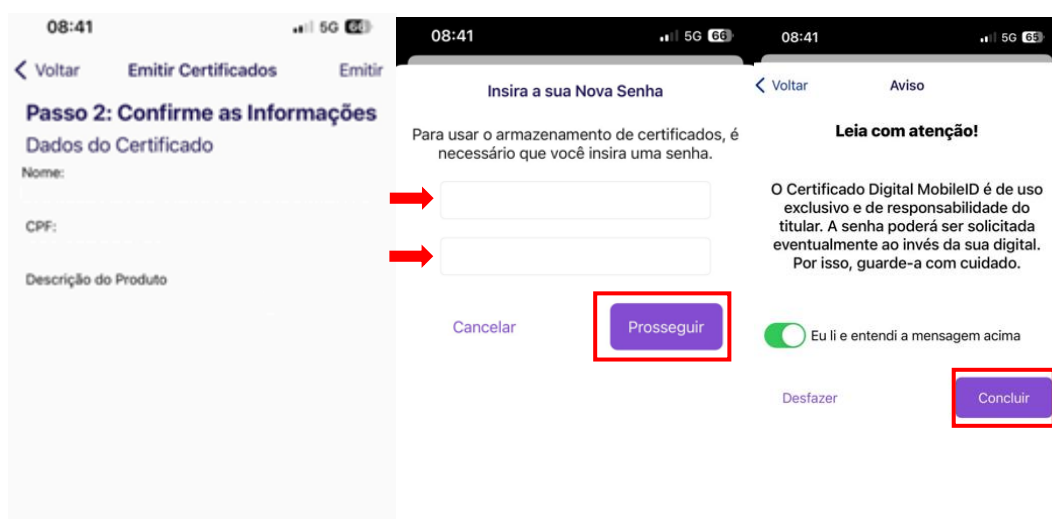 08:41
5G 66
Voltar
Emitir Certificados
Emitir
Passo 2: Confirme as Informações
Dados do Certificado
Nome:
CPF:
Descrição do Produto
08:41
5G 66
Insira a sua Nova Senha
Para usar o armazenamento de certificados, é
necessário que você insira uma senha.
Cancelar
Prosseguir
08:41
5G 65
Voltar
Aviso
Leia com atenção!
O Certificado Digital MobileID é de uso
exclusivo e de responsabilidade do
titular. A senha poderá ser solicitada
eventualmente ao invés da sua digital.
Por isso, guarde-a com cuidado.
Eu li e entendi a mensagem acima
Desfazer
Concluir